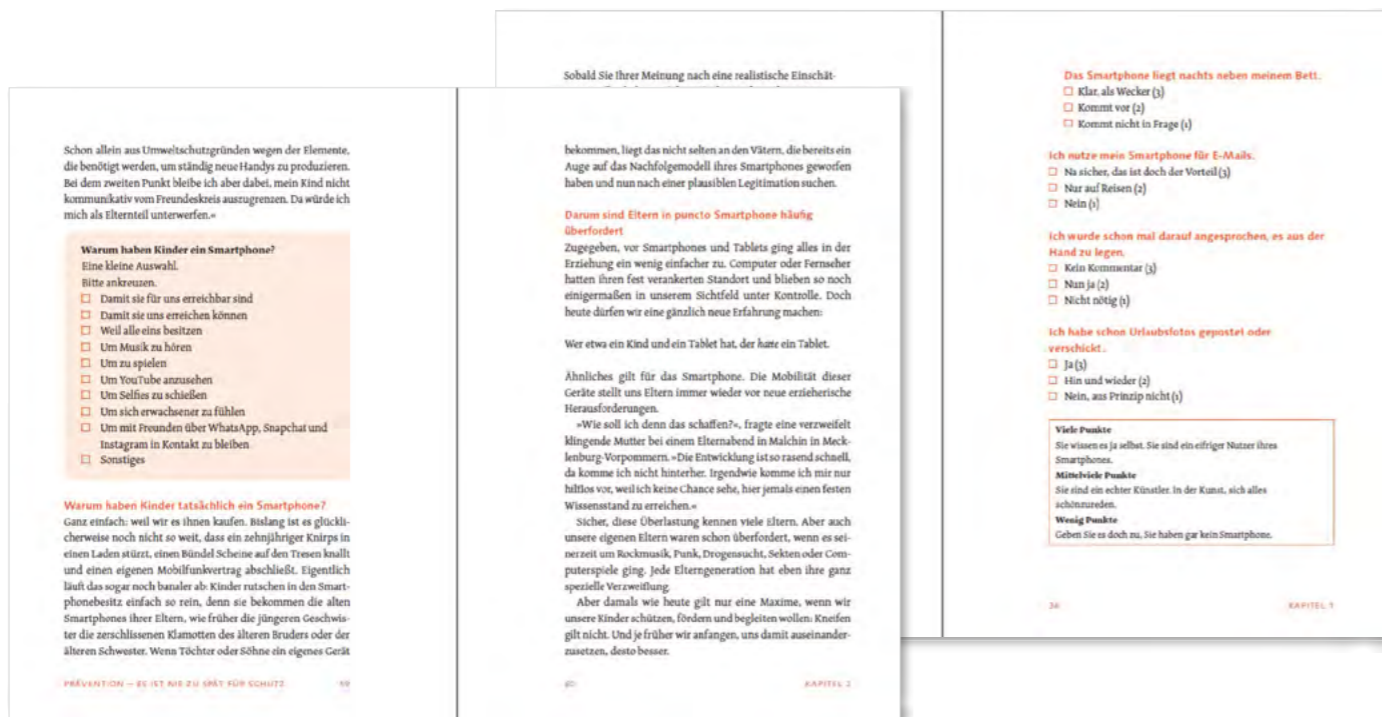 Schon allein aus Umweltschutzgründen wegen der Elemente,
die benötigt werden, um ständig neue Handys zu produzieren.
Bei dem zweiten Punkt bleibe ich aber dabei, mein Kind nicht
kommunikativ vom Freundeskreis auszugrenzen. Da würde ich
mich als Elternteil unterwerfen.«
Warum haben Kinder ein Smartphone?
Eine kleine Auswahl.
Bitte ankreuzen.
☐ Damit sie für uns erreichbar sind
☐ Damit sie uns erreichen können
☐ Weil alle eins besitzen
☐ Um Musik zu hören
☐ Um zu spielen
☐ Um YouTube anzusehen
☐ Um Selfies zu schießen
☐ Um sich erwachsener zu fühlen
☐ Um mit Freunden über WhatsApp, Snapchat und
Instagram in Kontakt zu bleiben
☐ Sonstiges
Warum haben Kinder tatsächlich ein Smartphone?
Ganz einfach: weil wir es ihnen kaufen. Bislang ist es glückli-
cherweise noch nicht so weit, dass ein zehnjähriger Knirps in
einen Laden stürzt, einen Bündel Scheine auf den Tresen knallt
und einen eigenen Mobilfunkvertrag abschließt. Eigentlich
läuft das sogar noch banaler ab: Kinder rutschen in den Smart-
phonebesitz einfach so rein, denn sie bekommen die alten
Smartphones ihrer Eltern, wie früher die jüngeren Geschwis-
ter die zerschlissenen Klamotten des älteren Bruders oder der
älteren Schwester. Wenn Töchter oder Söhne ein eigenes Gerät
PRÄVENTION – ES IST NIE ZU SPÄT FÜR SCHUTZ 59
bekommen, liegt das nicht selten an den Vätern, die bereits ein
Auge auf das Nachfolgemodell ihres Smartphones geworfen
haben und nun nach einer plausiblen Legitimation suchen.
Darum sind Eltern in puncto Smartphone häufig
überfordert
Zugegeben, vor Smartphones und Tablets ging alles in der
Erziehung ein wenig einfacher zu. Computer oder Fernseher
hatten ihren fest verankerten Standort und blieben so noch
einigermaßen in unserem Sichtfeld unter Kontrolle. Doch
heute dürfen wir eine gänzlich neue Erfahrung machen:
Wer etwa ein Kind und ein Tablet hat, der hatte ein Tablet.
Ähnliches gilt für das Smartphone. Die Mobilität dieser
Geräte stellt uns Eltern immer wieder vor neue erzieherische
Herausforderungen.
»Wie soll ich denn das schaffen?«, fragte eine verzweifelt
klingende Mutter bei einem Elternabend in Malchin in Meck-
lenburg-Vorpommern. »Die Entwicklung ist so rasend schnell,
da komme ich nicht hinterher. Irgendwie komme ich mir nur
hilflos vor, weil ich keine Chance sehe, hier jemals einen festen
Wissensstand zu erreichen.«
Sicher, diese Überlastung kennen viele Eltern. Aber auch
unsere eigenen Eltern waren schon überfordert, wenn es sei-
nerzeit um Rockmusik, Punk, Drogensucht, Sekten oder Com-
puterspiele ging. Jede Elterngeneration hat eben ihre ganz
spezielle Verzweiflung.
Aber damals wie heute gilt nur eine Maxime, wenn wir
unsere Kinder schützen, fördern und begleiten wollen: Kneifen
gilt nicht. Und je früher wir anfangen, uns damit auseinander-
zusetzen, desto besser.
60 KAPITEL 2
Sobald Sie Ihrer Meinung nach eine realistische Einschät-
Das Smartphone liegt nachts neben meinem Bett.
☐ Klar, als Wecker (3)
☐ Kommt vor (2)
☐ Kommt nicht in Frage (1)
Ich nutze mein Smartphone für E-Mails.
☐ Na sicher, das ist doch der Vorteil (3)
☐ Nur auf Reisen (2)
☐ Nein (1)
Ich wurde schon mal darauf angesprochen, es aus der
Hand zu legen.
☐ Kein Kommentar (3)
☐ Nun ja (2)
☐ Nicht nötig (1)
Ich habe schon Urlaubsfotos gepostet oder
verschickt.
☐ Ja (3)
☐ Hin und wieder (2)
☐ Nein, aus Prinzip nicht (1)
Viele Punkte
Sie wissen es ja selbst. Sie sind ein eifriger Nutzer ihres
Smartphones.
Mittelviele Punkte
Sie sind ein echter Künstler. In der Kunst, sich alles
schönzureden.
Wenig Punkte
Geben Sie es doch zu, Sie haben gar kein Smartphone.
KAPITEL 1